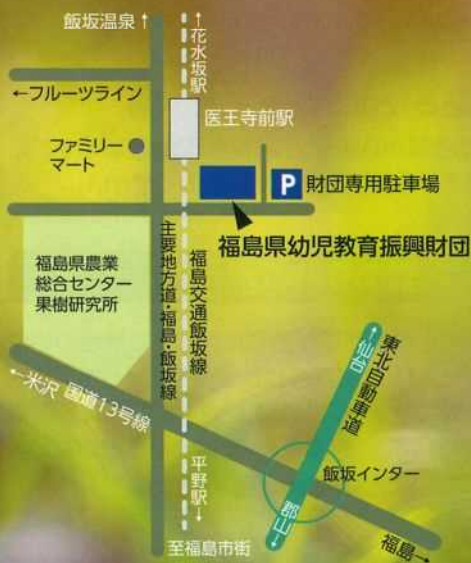 飯坂温泉↑
←花水坂駅
←フルーツライン
医王寺前駅
ファミリー
マート
P 財団専用駐車場
福島県幼児教育振興財団
福島県農業
総合センター
果樹研究所
主要地方道・福島・飯坂線
福島交通飯坂線
←仙台
東北自動車道
←米沢 国道13号線
平野駅→
飯坂インター
郡山→
至福島市街
福島→